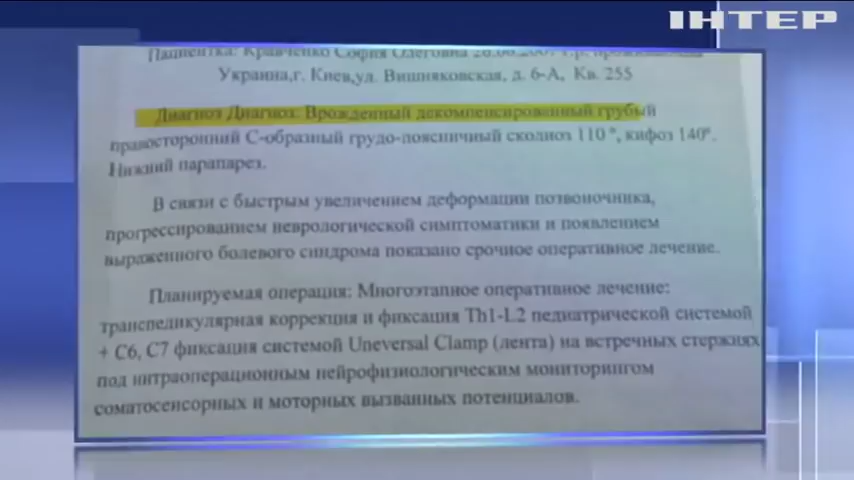 ІНТЕР
Пациентка: Кравченко София Олеговна
Украина,г. Киев,ул. Вишняковская, д. 6-А, Кв. 255
Диагноз Диагноз: Врожденный декомпенсированный грубый
правосторонний С-образный грудо-поясничный сколиоз 110 º, кифоз 140º.
Нижний парапарез.
В связи с быстрым увеличением деформации позвоночника,
прогрессированием неврологической симптоматики и появлением
выраженного болевого синдрома показано срочное оперативное лечение.
Планируемая операция: Многоэтапное оперативное лечение:
транспедикулярная коррекция и фиксация Th1-L2 педиатрической системой
+ С6, С7 фиксация системой Uneversal Clamp (лента) на встречных стержнях
под интраоперационным нейрофизиологическим мониторингом
соматосенсорных и моторных вызванных потенциалов.